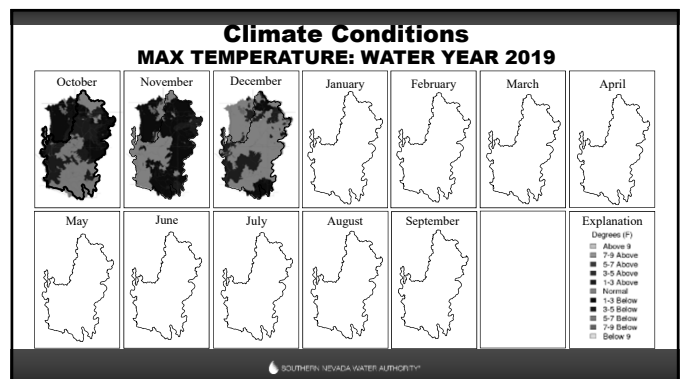 Climate Conditions
MAX TEMPERATURE: WATER YEAR 2019
October
November
December
January
February
March
April
May
June
July
August
September
Explanation
Degrees (F)
Above 9
7-9 Above
5-7 Above
3-5 Above
1-3 Above
Normal
1-3 Below
3-5 Below
5-7 Below
7-9 Below
Below 9
SOUTHERN NEVADA WATER AUTHORITY